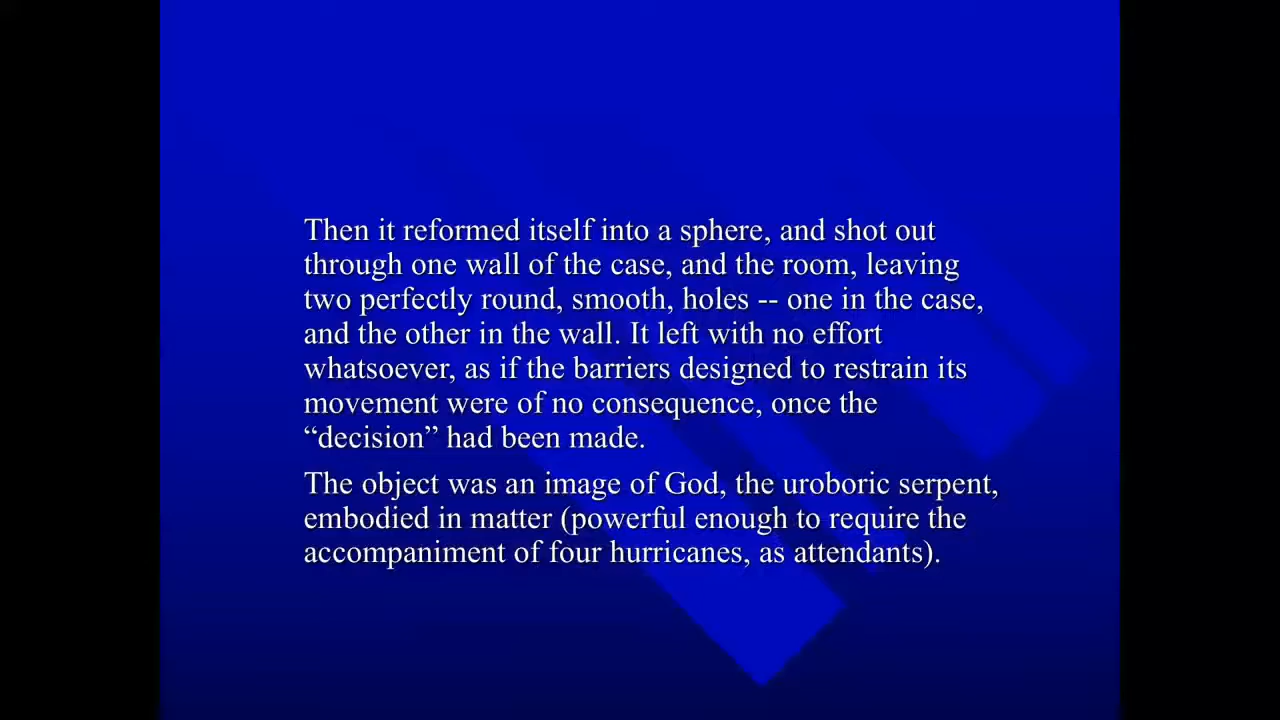 Then it reformed itself into a sphere, and shot out
through one wall of the case, and the room, leaving
two perfectly round, smooth, holes -- one in the case,
and the other in the wall. It left with no effort
whatsoever, as if the barriers designed to restrain its
movement were of no consequence, once the
“decision” had been made.
The object was an image of God, the uroboric serpent,
embodied in matter (powerful enough to require the
accompaniment of four hurricanes, as attendants).